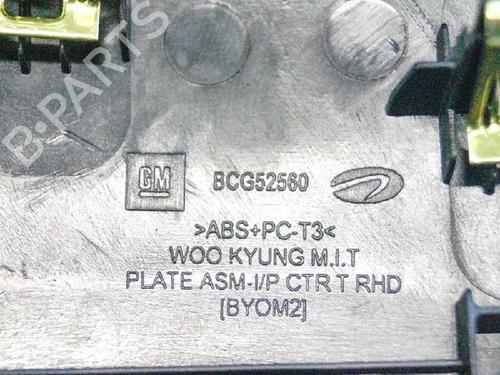 B-PARTS
GM BCG52560
>ABS+PC-T3<
WOO KYUNG M.I.T
PLATE ASM-I/P CTR T RHD
[BYOM2]